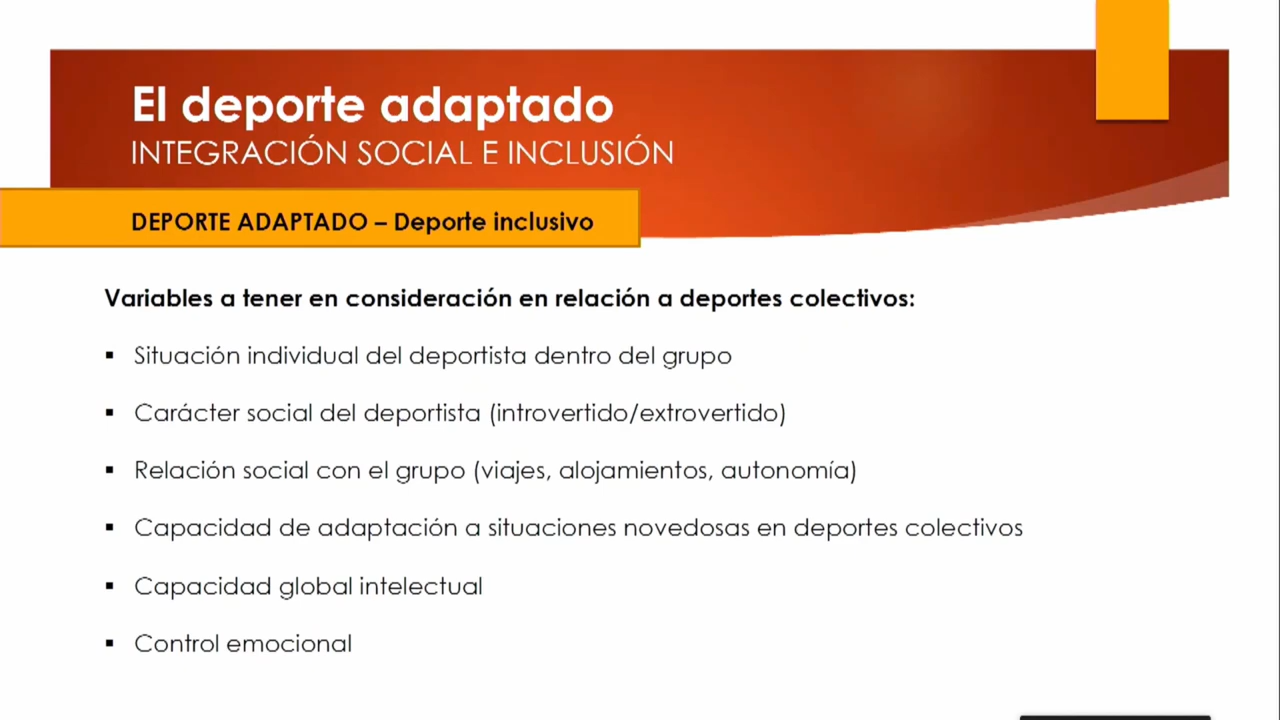 El deporte adaptado
INTEGRACIÓN SOCIAL E INCLUSIÓN
DEPORTE ADAPTADO – Deporte inclusivo
Variables a tener en consideración en relación a deportes colectivos:
▪ Situación individual del deportista dentro del grupo
▪ Carácter social del deportista (introvertido/extrovertido)
▪ Relación social con el grupo (viajes, alojamientos, autonomía)
▪ Capacidad de adaptación a situaciones novedosas en deportes colectivos
▪ Capacidad global intelectual
▪ Control emocional